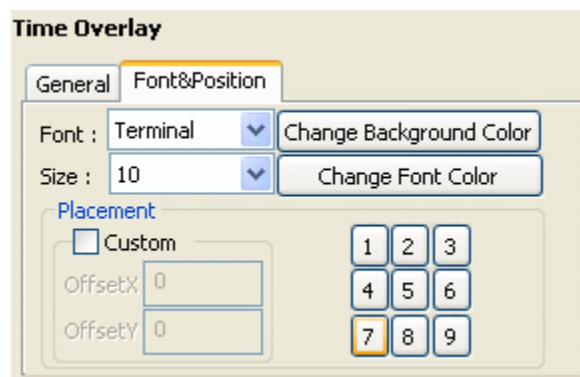 Time Overlay
General Font&Position
Font : Terminal Change Background Color
Size : 10 Change Font Color
Placement
Custom 1 2 3
OffsetX 0 4 5 6
OffsetY 0 7 8 9